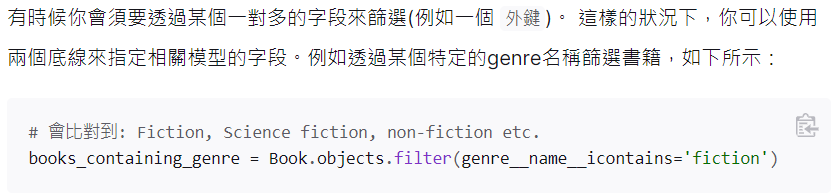 有時候你會須要透過某個一對多的字段來篩選(例如一個 外鍵 )。 這樣的狀況下，你可以使用
兩個底線來指定相關模型的字段。例如透過某個特定的genre名稱篩選書籍，如下所示：
# 會比對到: Fiction, Science fiction, non-fiction etc.
books_containing_genre = Book.objects.filter(genre__name__icontains='fiction')